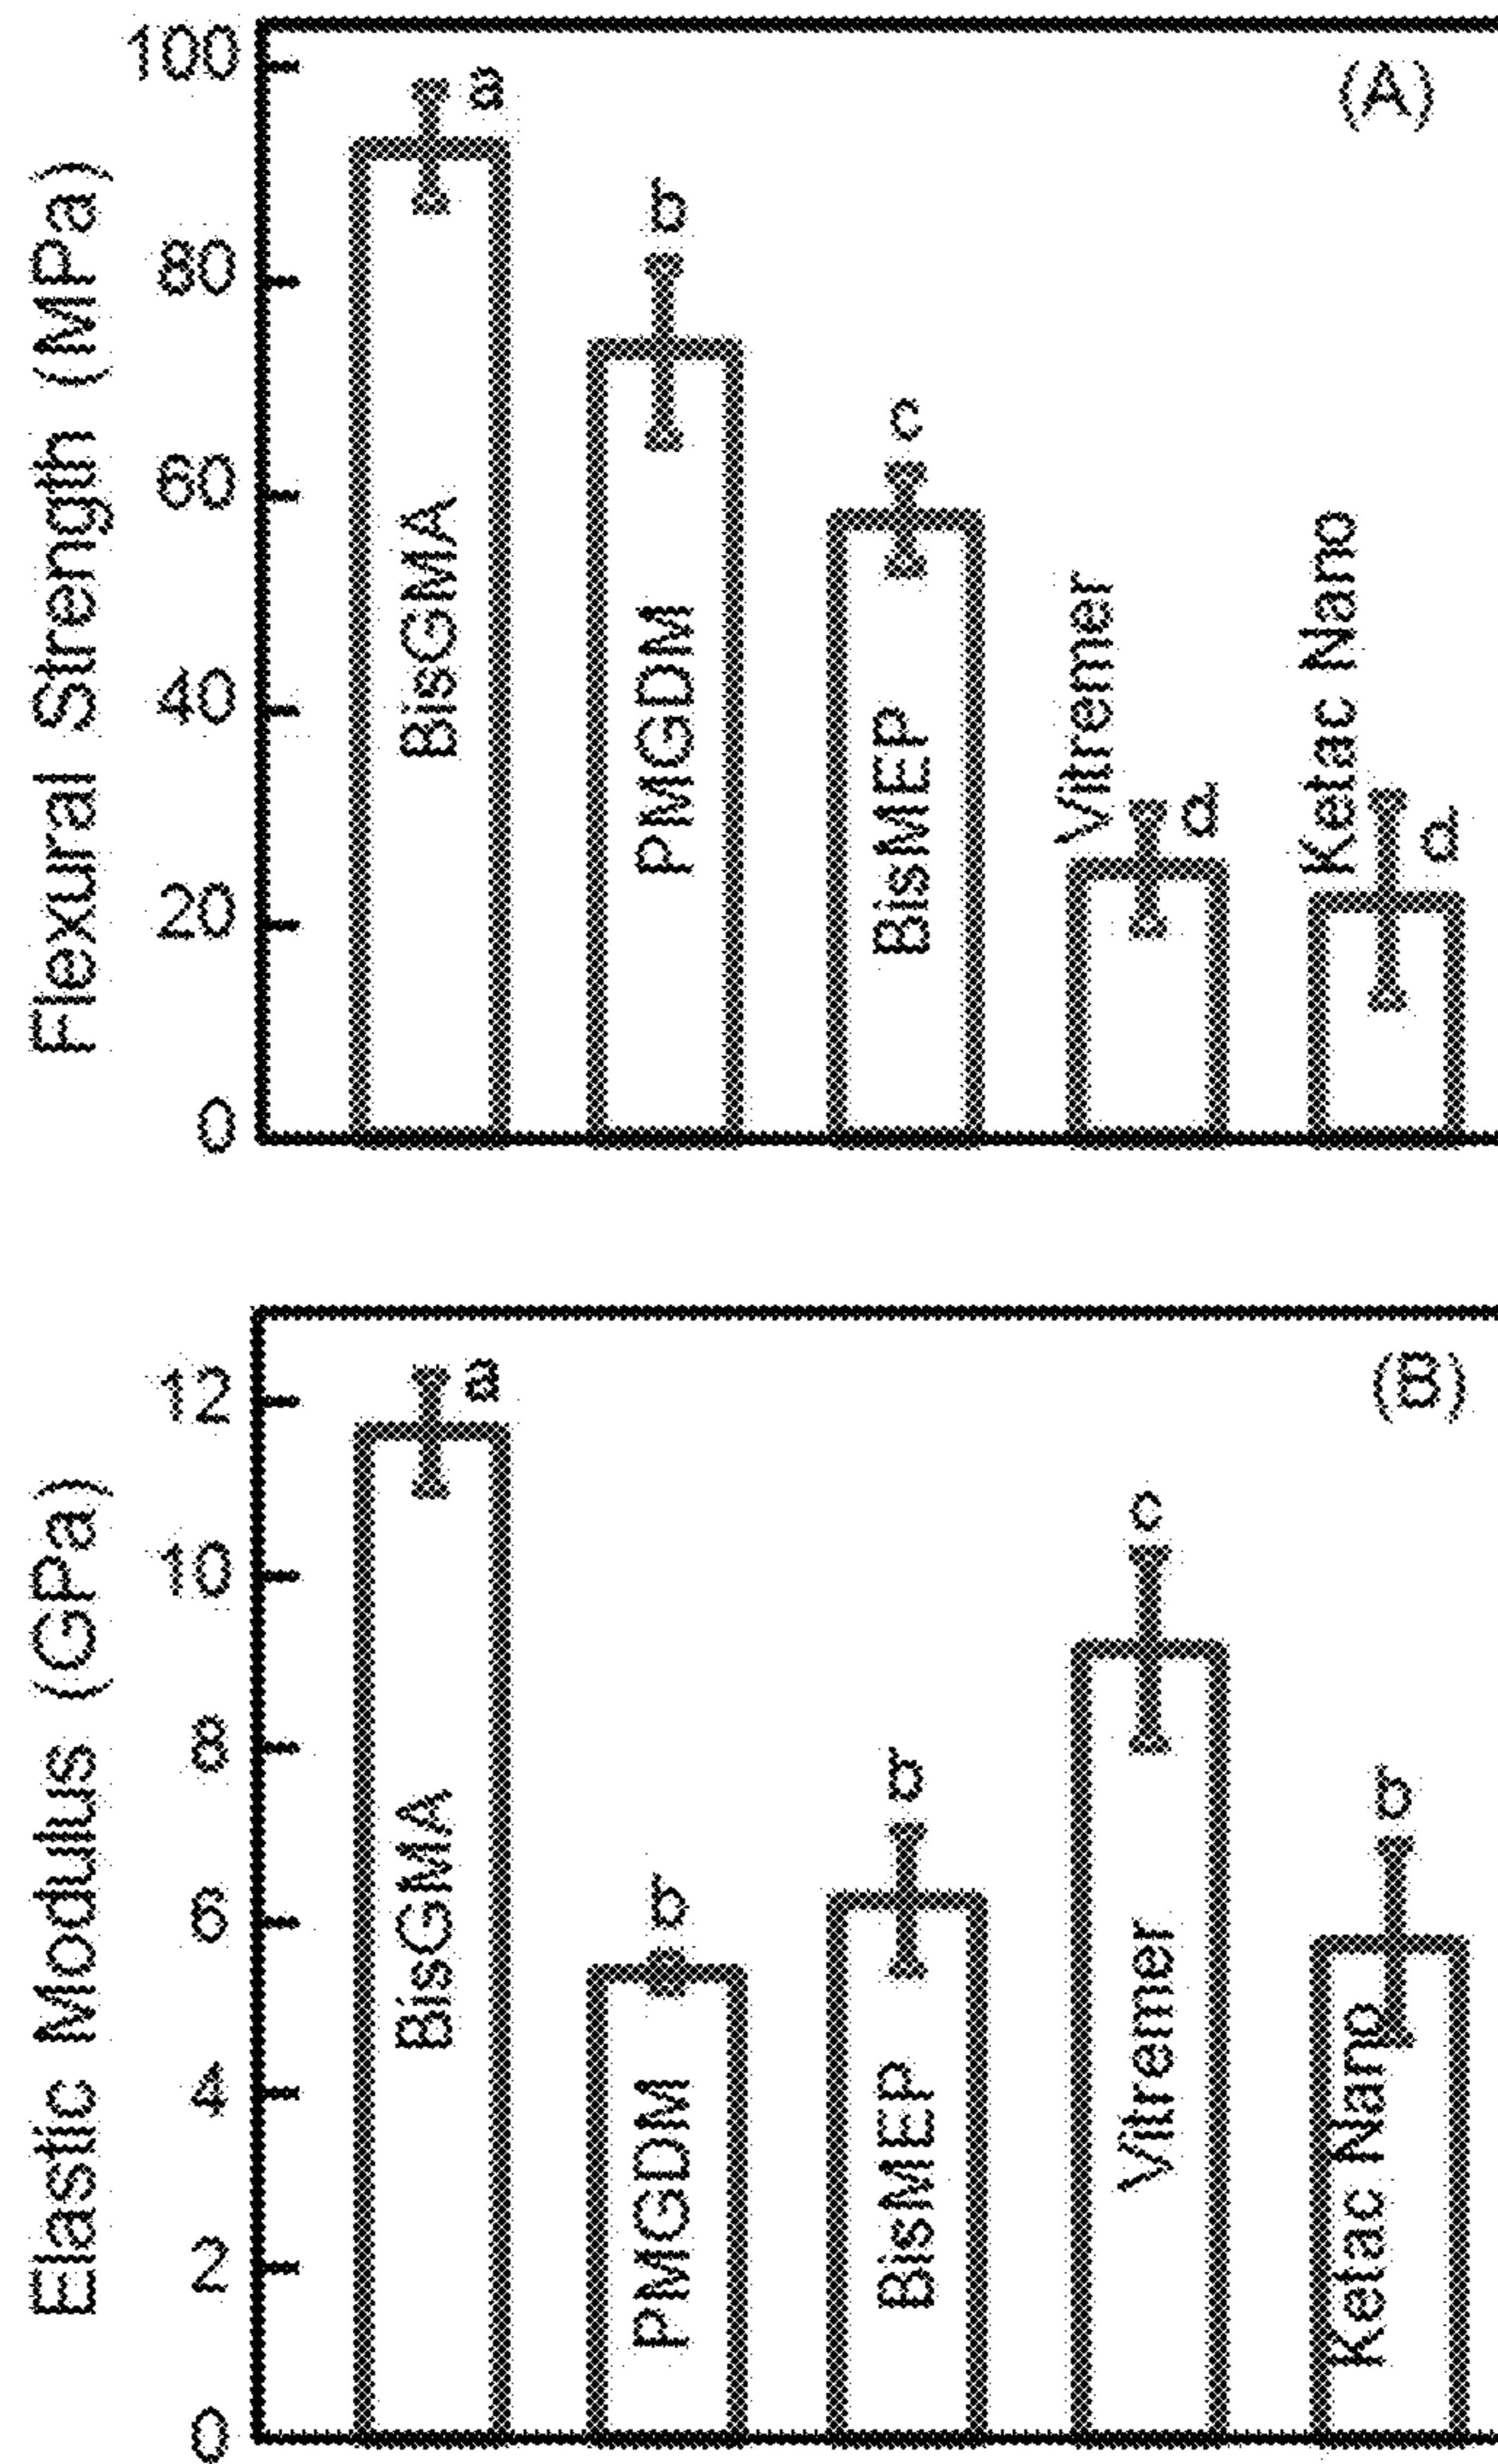 Flexural Strength (MPa)
100
80
60
40
20
0
(A)
a
b
c
d
d
BisGMA
PMGDM
BisMEP
Vitremer
Ketac Nano
Elastic Modulus (GPa)
12
10
8
6
4
2
0
(B)
a
b
b
c
b
BisGMA
PMGDM
BisMEP
Vitremer
Ketac Nano